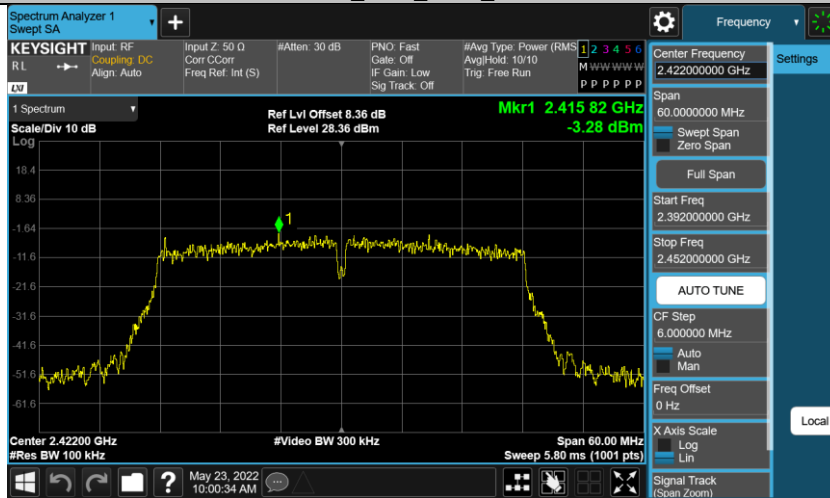 Spectrum Analyzer 1
Swept SA
Frequency
KEYSIGHT
R L
LXI
Input: RF
Coupling: DC
Align: Auto
Input Z: 50 Ω
Corr CCorr
Freq Ref: Int (S)
#Atten: 30 dB
PNO: Fast
Gate: Off
IF Gain: Low
Sig Track: Off
#Avg Type: Power (RMS
Avg|Hold: 10/10
Trig: Free Run
1 2 3 4 5 6
M W W W W W
P P P P P P
1 Spectrum
Scale/Div 10 dB
Log
Ref Lvl Offset 8.36 dB
Ref Level 28.36 dBm
Mkr1 2.415 82 GHz
-3.28 dBm
18.4
8.36
-1.64
-11.6
-21.6
-31.6
-41.6
-51.6
-61.6
1
Center 2.42200 GHz
#Res BW 100 kHz
#Video BW 300 kHz
Span 60.00 MHz
Sweep 5.80 ms (1001 pts)
May 23, 2022
10:00:34 AM
Center Frequency
2.422000000 GHz
Span
60.0000000 MHz
Swept Span
Zero Span
Full Span
Start Freq
2.392000000 GHz
Stop Freq
2.452000000 GHz
AUTO TUNE
CF Step
6.000000 MHz
Auto
Man
Freq Offset
0 Hz
X Axis Scale
Log
Lin
Signal Track
(Span Zoom)
Settings
Local